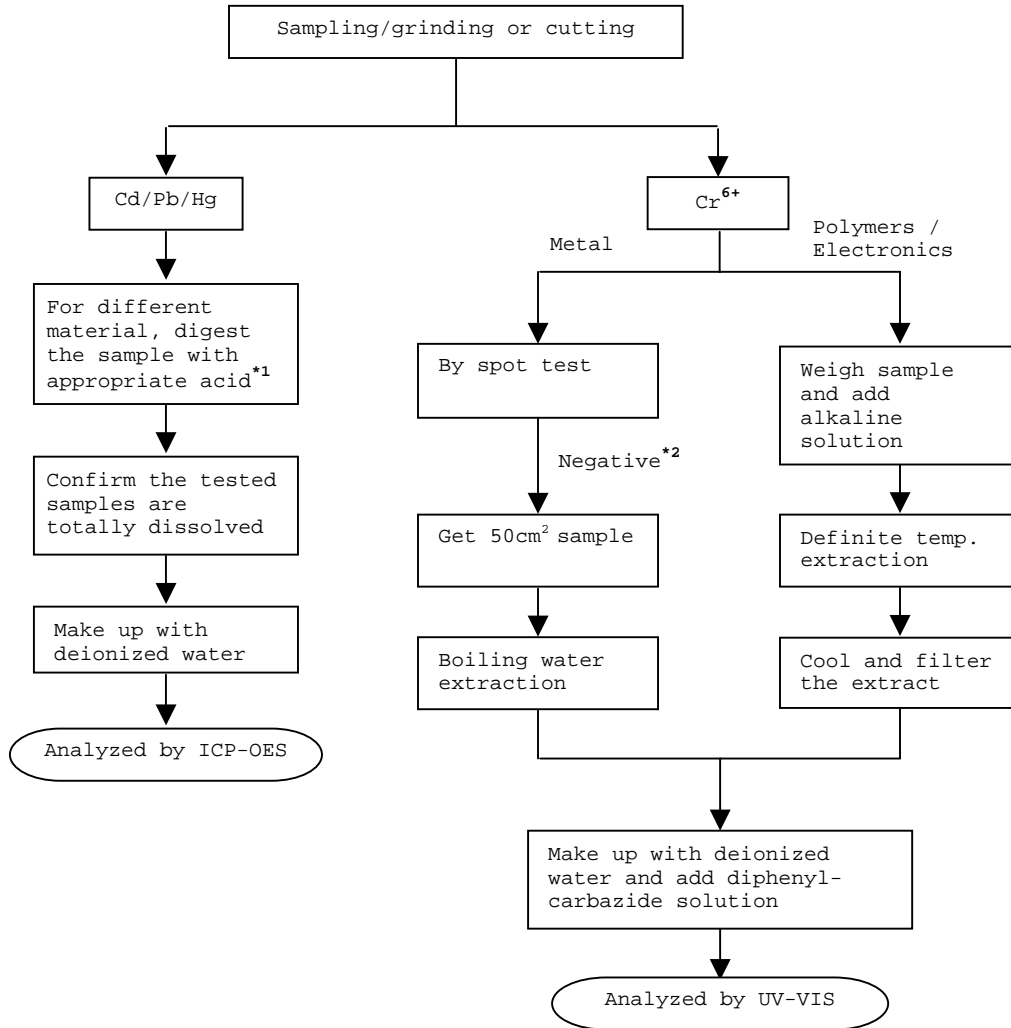 Sampling/grinding or cutting
Cd/Pb/Hg
Cr⁶⁺
Metal
Polymers /
Electronics
For different
material, digest
the sample with
appropriate acid*1
By spot test
Weigh sample
and add
alkaline
solution
Negative*2
Confirm the tested
samples are
totally dissolved
Get 50cm² sample
Definite temp.
extraction
Make up with
deionized water
Boiling water
extraction
Cool and filter
the extract
Analyzed by ICP-OES
Make up with deionized
water and add diphenyl-
carbazide solution
Analyzed by UV-VIS